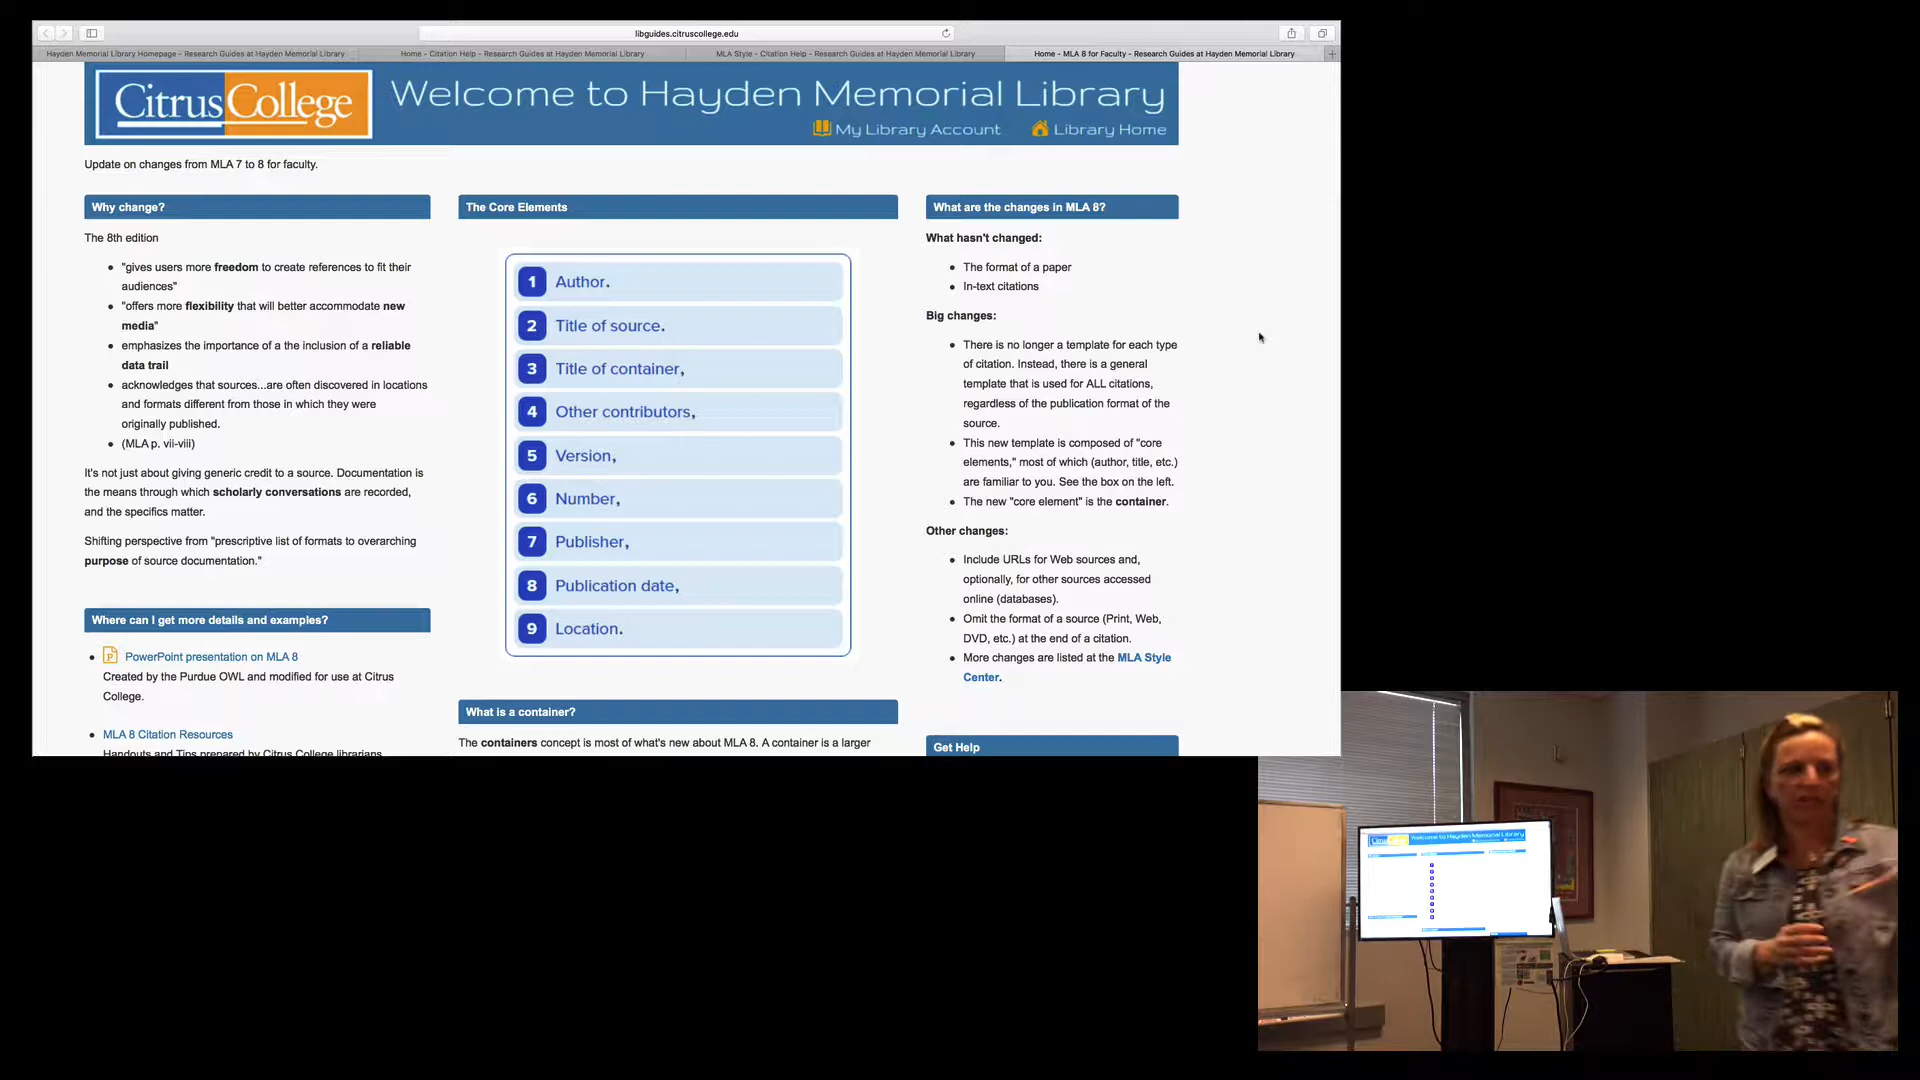 libguides.citruscollege.edu
Hayden Memorial Library Homepage - Research Guides at Hayden Memorial Library
Home - Citation Help - Research Guides at Hayden Memorial Library
MLA Style - Citation Help - Research Guides at Hayden Memorial Library
Home - MLA 8 for Faculty - Research Guides at Hayden Memorial Library
CitrusCollege
Welcome to Hayden Memorial Library
My Library Account
Library Home
Update on changes from MLA 7 to 8 for faculty.
Why change?
The 8th edition
"gives users more freedom to create references to fit their
audiences"
"offers more flexibility that will better accommodate new
media"
emphasizes the importance of a the inclusion of a reliable
data trail
acknowledges that sources...are often discovered in locations
and formats different from those in which they were
originally published.
(MLA p. vii-viii)
It's not just about giving generic credit to a source. Documentation is
the means through which scholarly conversations are recorded,
and the specifics matter.
Shifting perspective from "prescriptive list of formats to overarching
purpose of source documentation."
Where can I get more details and examples?
PowerPoint presentation on MLA 8
Created by the Purdue OWL and modified for use at Citrus
College.
MLA 8 Citation Resources
Handouts and Tips prepared by Citrus College librarians
The Core Elements
1 Author.
2 Title of source.
3 Title of container,
4 Other contributors,
5 Version,
6 Number,
7 Publisher,
8 Publication date,
9 Location.
What is a container?
The containers concept is most of what's new about MLA 8. A container is a larger
What are the changes in MLA 8?
What hasn't changed:
The format of a paper
In-text citations
Big changes:
There is no longer a template for each type
of citation. Instead, there is a general
template that is used for ALL citations,
regardless of the publication format of the
source.
This new template is composed of "core
elements," most of which (author, title, etc.)
are familiar to you. See the box on the left.
The new "core element" is the container.
Other changes:
Include URLs for Web sources and,
optionally, for other sources accessed
online (databases).
Omit the format of a source (Print, Web,
DVD, etc.) at the end of a citation.
More changes are listed at the MLA Style
Center.
Get Help
Welcome to Hayden Memorial Library